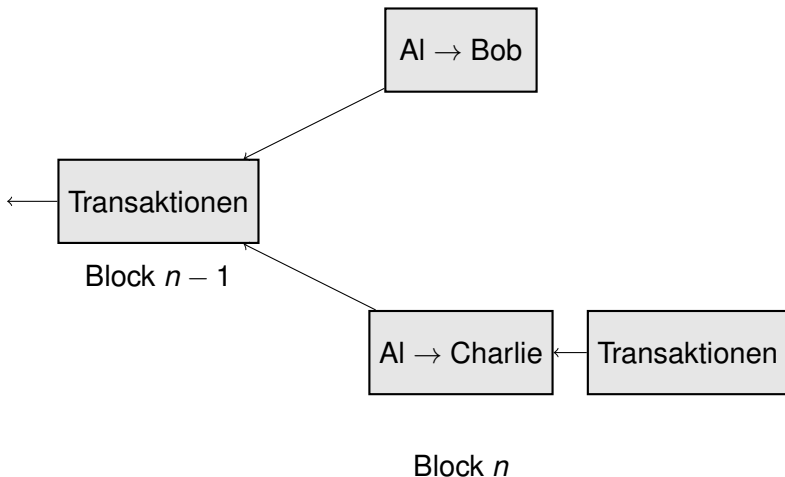 Al → Bob
Transaktionen
Block n − 1
Al → Charlie
Transaktionen
Block n